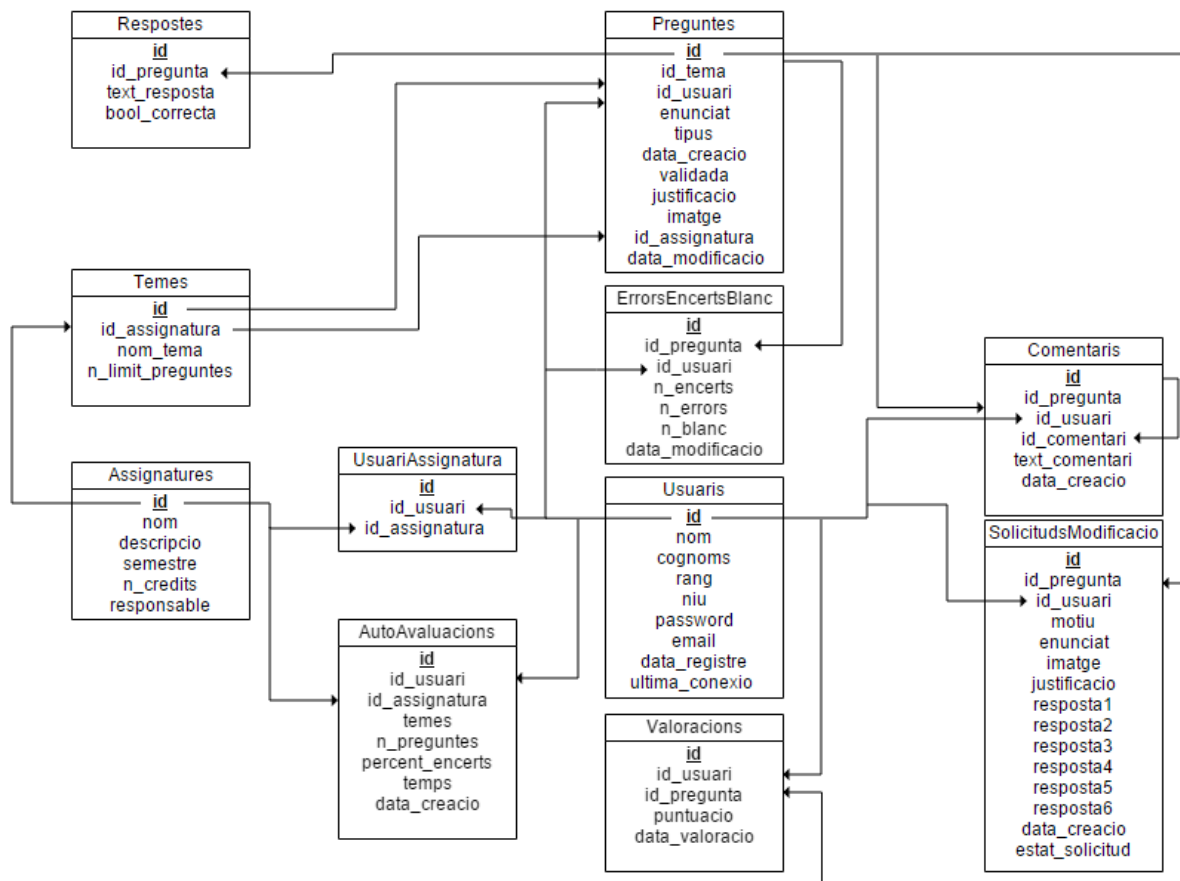 Respostes
id
id_pregunta
text_resposta
bool_correcta
Preguntes
id
id_tema
id_usuari
enunciat
tipus
data_creacio
validada
justificacio
imatge
id_assignatura
data_modificacio
Temes
id
id_assignatura
nom_tema
n_limit_preguntes
ErrorsEncertsBlanc
id
id_pregunta
id_usuari
n_encerts
n_errors
n_blanc
data_modificacio
Comentaris
id
id_pregunta
id_usuari
id_comentari
text_comentari
data_creacio
Assignatures
id
nom
descripcio
semestre
n_credits
responsable
UsuariAssignatura
id
id_usuari
id_assignatura
Usuaris
id
nom
cognoms
rang
niu
password
email
data_registre
ultima_conexio
SolicitudsModificacio
id
id_pregunta
id_usuari
motiu
enunciat
imatge
justificacio
resposta1
resposta2
resposta3
resposta4
resposta5
resposta6
data_creacio
estat_solicitud
AutoAvaluacions
id
id_usuari
id_assignatura
temes
n_preguntes
percent_encerts
temps
data_creacio
Valoracions
id
id_usuari
id_pregunta
puntuacio
data_valoracio